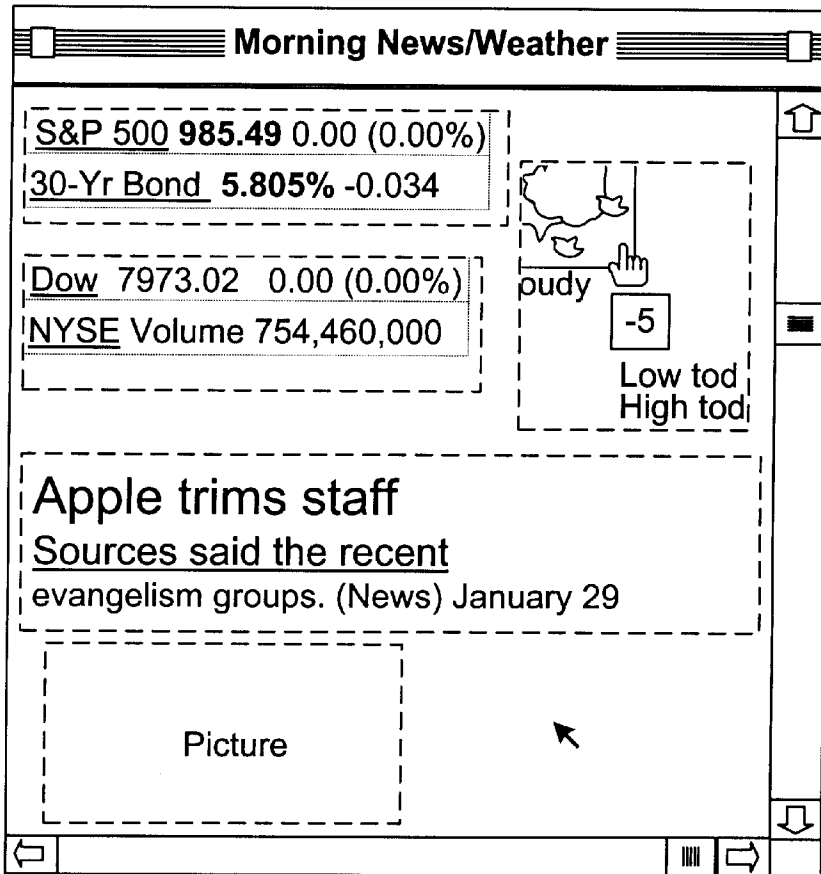 Morning News/Weather
S&P 500 985.49 0.00 (0.00%)
30-Yr Bond 5.805% -0.034
Dow 7973.02 0.00 (0.00%)
NYSE Volume 754,460,000
oudy
-5
Low tod
High tod
Apple trims staff
Sources said the recent
evangelism groups. (News) January 29
Picture